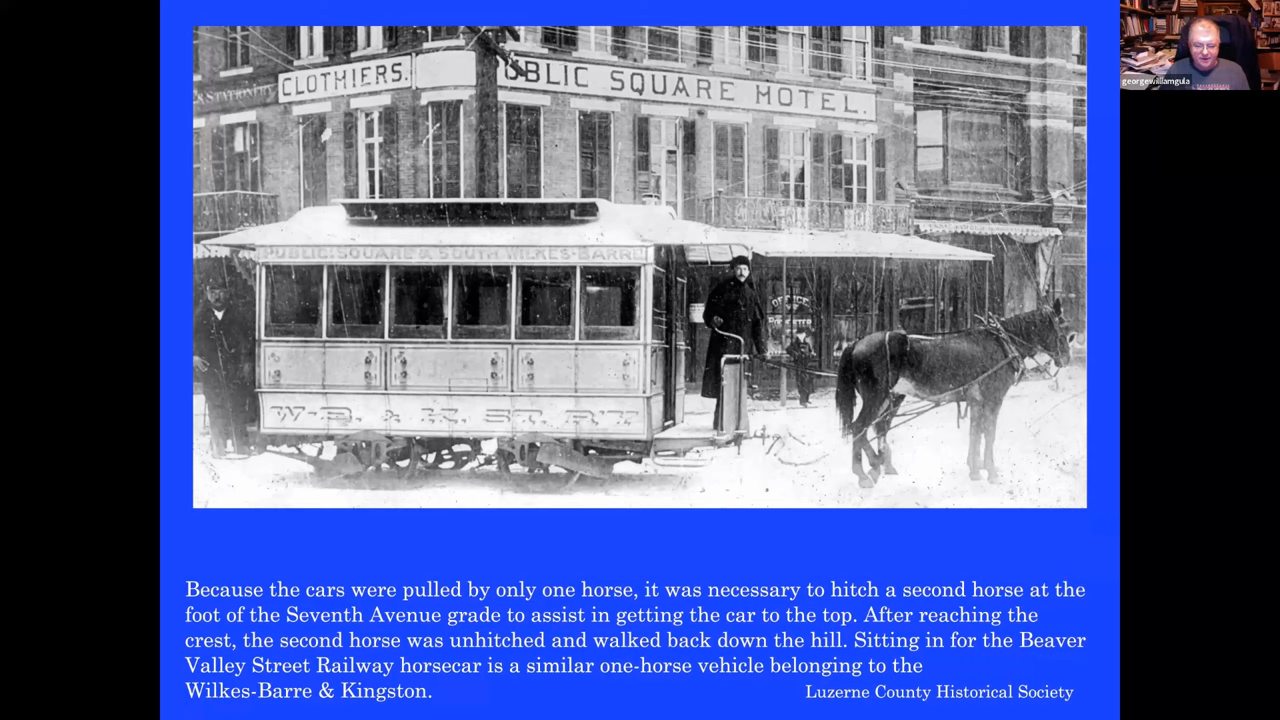 georgewilliamgula
CLOTHIERS.
& STATIONERY
UBLIC SQUARE HOTEL.
PUBLIC SQUARE & SOUTH WILKES-BARRE
OFFICE
W-B. & K. ST. R'Y
Because the cars were pulled by only one horse, it was necessary to hitch a second horse at the
foot of the Seventh Avenue grade to assist in getting the car to the top. After reaching the
crest, the second horse was unhitched and walked back down the hill. Sitting in for the Beaver
Valley Street Railway horsecar is a similar one-horse vehicle belonging to the
Wilkes-Barre & Kingston.
Luzerne County Historical Society